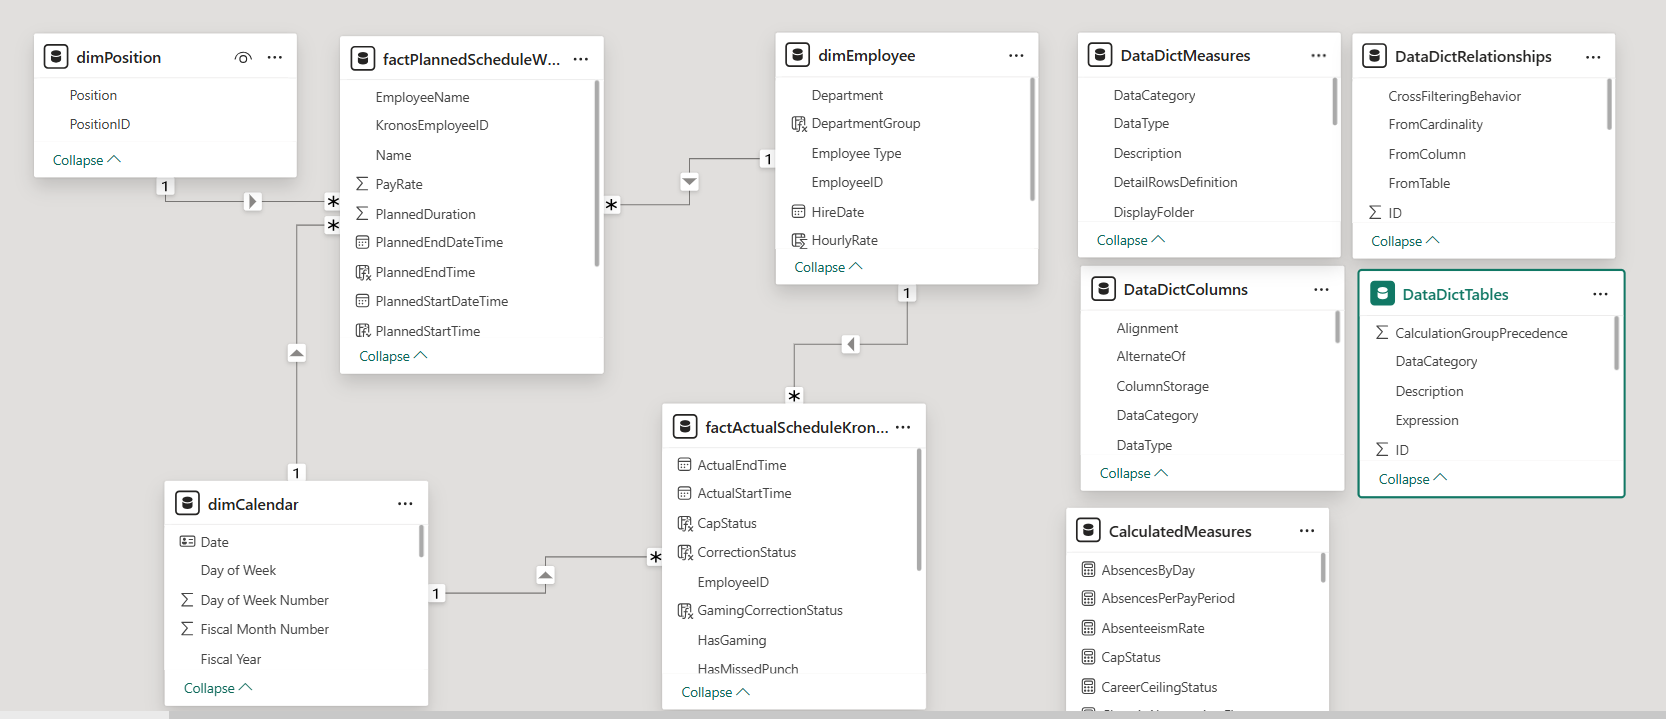 dimPosition
Position
PositionID
Collapse
1
*
*
factPlannedScheduleW...
EmployeeName
KronosEmployeeID
Name
PayRate
PlannedDuration
PlannedEndDateTime
PlannedEndTime
PlannedStartDateTime
PlannedStartTime
Collapse
*
1
dimEmployee
Department
DepartmentGroup
Employee Type
EmployeeID
HireDate
HourlyRate
Collapse
1
*
DataDictMeasures
DataCategory
DataType
Description
DetailRowsDefinition
DisplayFolder
Collapse
DataDictRelationships
CrossFilteringBehavior
FromCardinality
FromColumn
FromTable
ID
Collapse
DataDictColumns
Alignment
AlternateOf
ColumnStorage
DataCategory
DataType
Collapse
DataDictTables
CalculationGroupPrecedence
DataCategory
Description
Expression
ID
Collapse
1
dimCalendar
Date
Day of Week
Day of Week Number
Fiscal Month Number
Fiscal Year
Collapse
1
*
factActualScheduleKron...
ActualEndTime
ActualStartTime
CapStatus
CorrectionStatus
EmployeeID
GamingCorrectionStatus
HasGaming
HasMissedPunch
Collapse
CalculatedMeasures
AbsencesByDay
AbsencesPerPayPeriod
AbsenteeismRate
CapStatus
CareerCeilingStatus